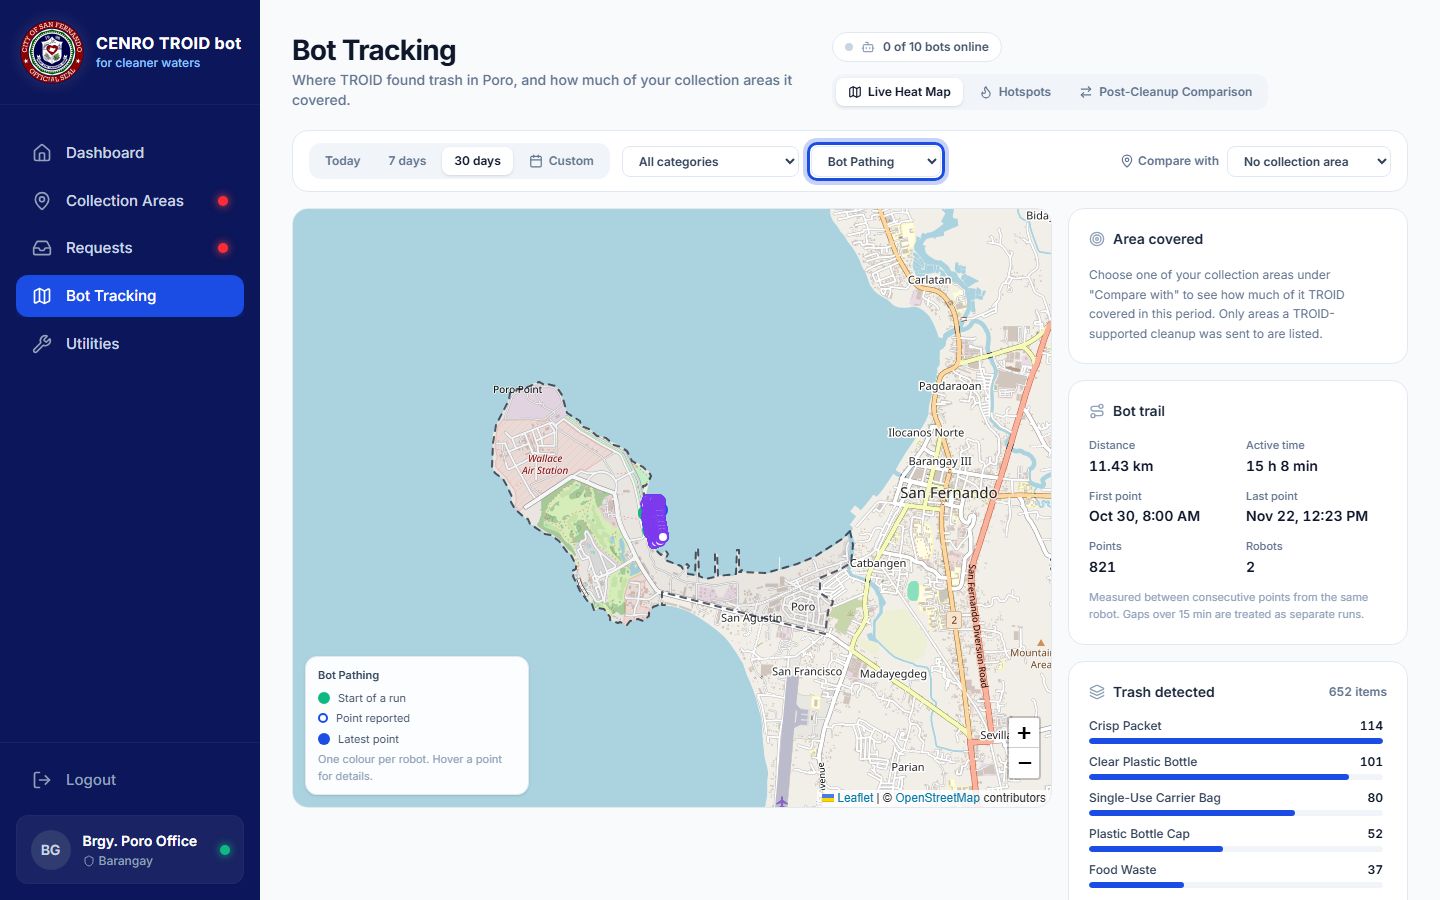 CITY OF SAN FERNANDO
OFFICIAL SEAL
CENRO TROID bot
for cleaner waters
Dashboard
Collection Areas
Requests
Bot Tracking
Utilities
Logout
BG
Brgy. Poro Office
Barangay
Bot Tracking
Where TROID found trash in Poro, and how much of your collection areas it
covered.
0 of 10 bots online
Live Heat Map
Hotspots
Post-Cleanup Comparison
Today
7 days
30 days
Custom
All categories
Bot Pathing
Compare with
No collection area
Bida
Carlatan
Pagdaraoan
Poro Point
Ilocanos Norte
Wallace
Air Station
Barangay III
San Fernando
Catbangen
San Fernando Diversion Road
Poro
San Agustin
2
Mountain
Area
San Francisco
Madayegdeg
Sevilla
Parian
venue
Bot Pathing
Start of a run
Point reported
Latest point
One colour per robot. Hover a point
for details.
+
−
Leaflet | © OpenStreetMap contributors
Area covered
Choose one of your collection areas under
"Compare with" to see how much of it TROID
covered in this period. Only areas a TROID-
supported cleanup was sent to are listed.
Bot trail
Distance
Active time
11.43 km
15 h 8 min
First point
Last point
Oct 30, 8:00 AM
Nov 22, 12:23 PM
Points
Robots
821
2
Measured between consecutive points from the same
robot. Gaps over 15 min are treated as separate runs.
Trash detected
652 items
Crisp Packet
114
Clear Plastic Bottle
101
Single-Use Carrier Bag
80
Plastic Bottle Cap
52
Food Waste
37